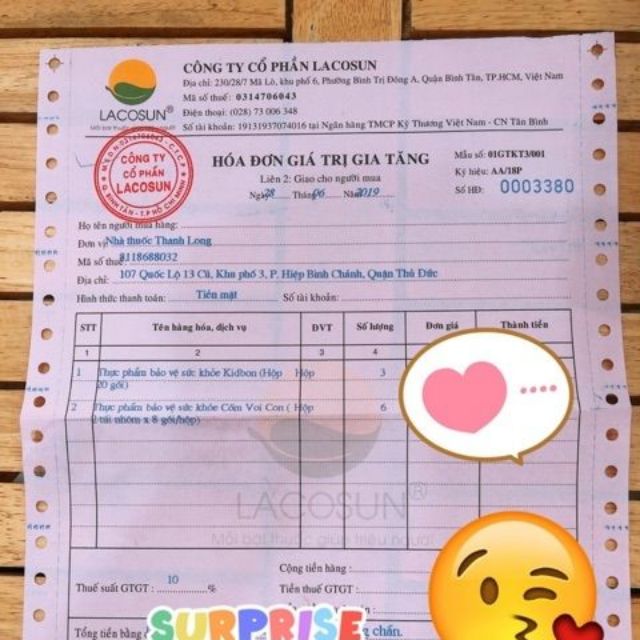 CÔNG TY CỔ PHẦN LACOSUN
Địa chỉ: 230/28/7 Mã Lò, khu phố 6, Phường Bình Trị Đông A, Quận Bình Tân, TP.HCM, Việt Nam
Mã số thuế: 0314706043
Điện thoại: (028) 73 006 348
Số tài khoản: 19131937074016 tại Ngân hàng TMCP Kỹ Thương Việt Nam - CN Tân Bình
LACOSUN®
CÔNG TY
CỔ PHẦN
LACOSUN
HÓA ĐƠN GIÁ TRỊ GIA TĂNG
Liên 2: Giao cho người mua
Ngày 28 Tháng 06 Năm 2019
Mẫu số: 01GTKT3/001
Ký hiệu: AA/18P
Số HĐ: 0003380
Họ tên người mua hàng:
Đơn vị Nhà thuốc Thanh Long
Mã số thuế: 8118688032
Địa chỉ: 107 Quốc Lộ 13 Cũ, Khu phố 3, P. Hiệp Bình Chánh, Quận Thủ Đức
Hình thức thanh toán: Tiền mặt Số tài khoản:
STT Tên hàng hóa, dịch vụ ĐVT Số lượng Đơn giá Thành tiền
1 2 3 4
1 Thực phẩm bảo vệ sức khỏe Kidbon (Hộp Hộp 3
20 gói)
2 Thực phẩm bảo vệ sức khỏe Cốm Voi Con ( Hộp 6
2 túi nhôm x 8 gói/hộp)
LACOSUN®
Mỗi bài thuốc giúp triệu người
Cộng tiền hàng :
Thuế suất GTGT : 10 % Tiền thuế GTGT :
Tổng tiền bằng chẵn.
SURPRISE